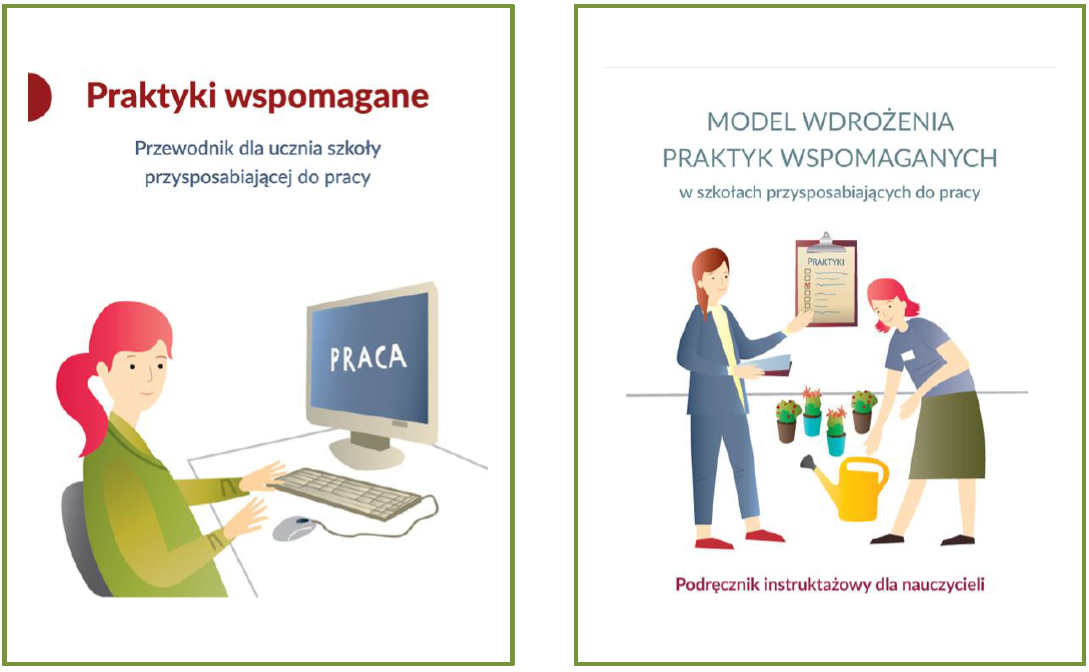 Praktyki wspomagane
Przewodnik dla ucznia szkoły
przysposabiającej do pracy
PRACA
MODEL WDROŻENIA
PRAKTYK WSPOMAGANYCH
w szkołach przysposabiających do pracy
PRAKTYKI
Podręcznik instruktażowy dla nauczycieli